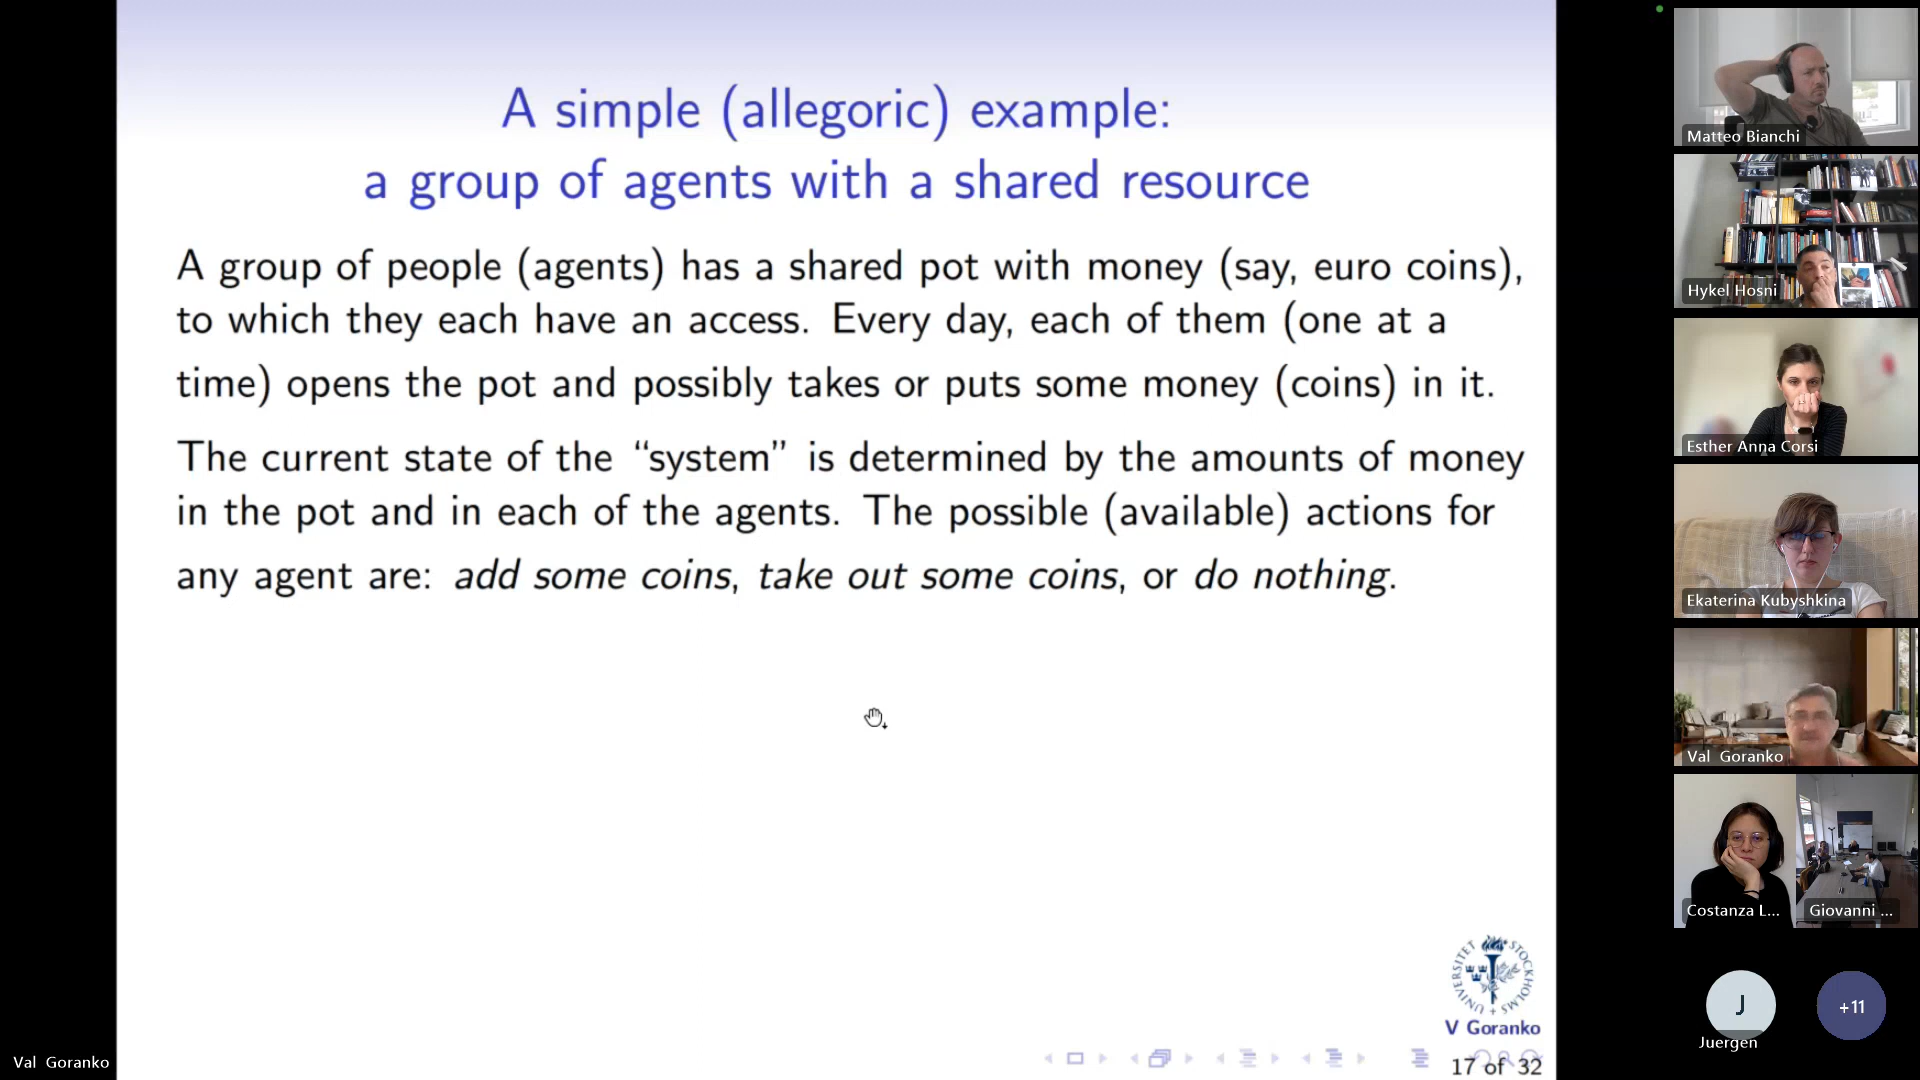 A simple (allegoric) example:
a group of agents with a shared resource
A group of people (agents) has a shared pot with money (say, euro coins),
to which they each have an access. Every day, each of them (one at a
time) opens the pot and possibly takes or puts some money (coins) in it.
The current state of the “system” is determined by the amounts of money
in the pot and in each of the agents. The possible (available) actions for
any agent are: add some coins, take out some coins, or do nothing.
STOCKHOLMS UNIVERSITET
V Goranko
17 of 32
Val Goranko
Matteo Bianchi
Hykel Hosni
Esther Anna Corsi
Ekaterina Kubyshkina
Val Goranko
Costanza L...
Giovanni ...
J
Juergen
+11